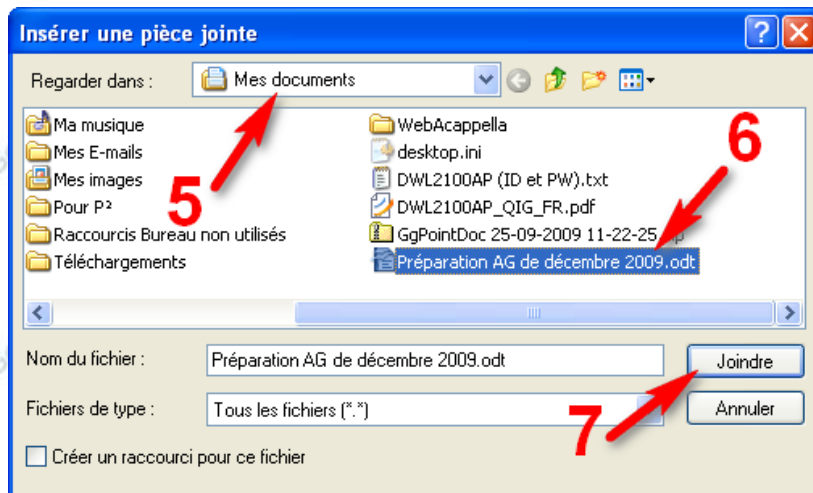 Insérer une pièce jointe
Regarder dans :
Mes documents
5
6
Ma musique
Mes E-mails
Mes images
Pour P²
Raccourcis Bureau non utilisés
Téléchargements
WebAcappella
desktop.ini
DWL2100AP (ID et PW).txt
DWL2100AP_QIG_FR.pdf
GgPointDoc 25-09-2009 11-22-25
Préparation AG de décembre 2009.odt
Nom du fichier :
Préparation AG de décembre 2009.odt
Joindre
7
Fichiers de type :
Tous les fichiers (*.*)
Annuler
Créer un raccourci pour ce fichier